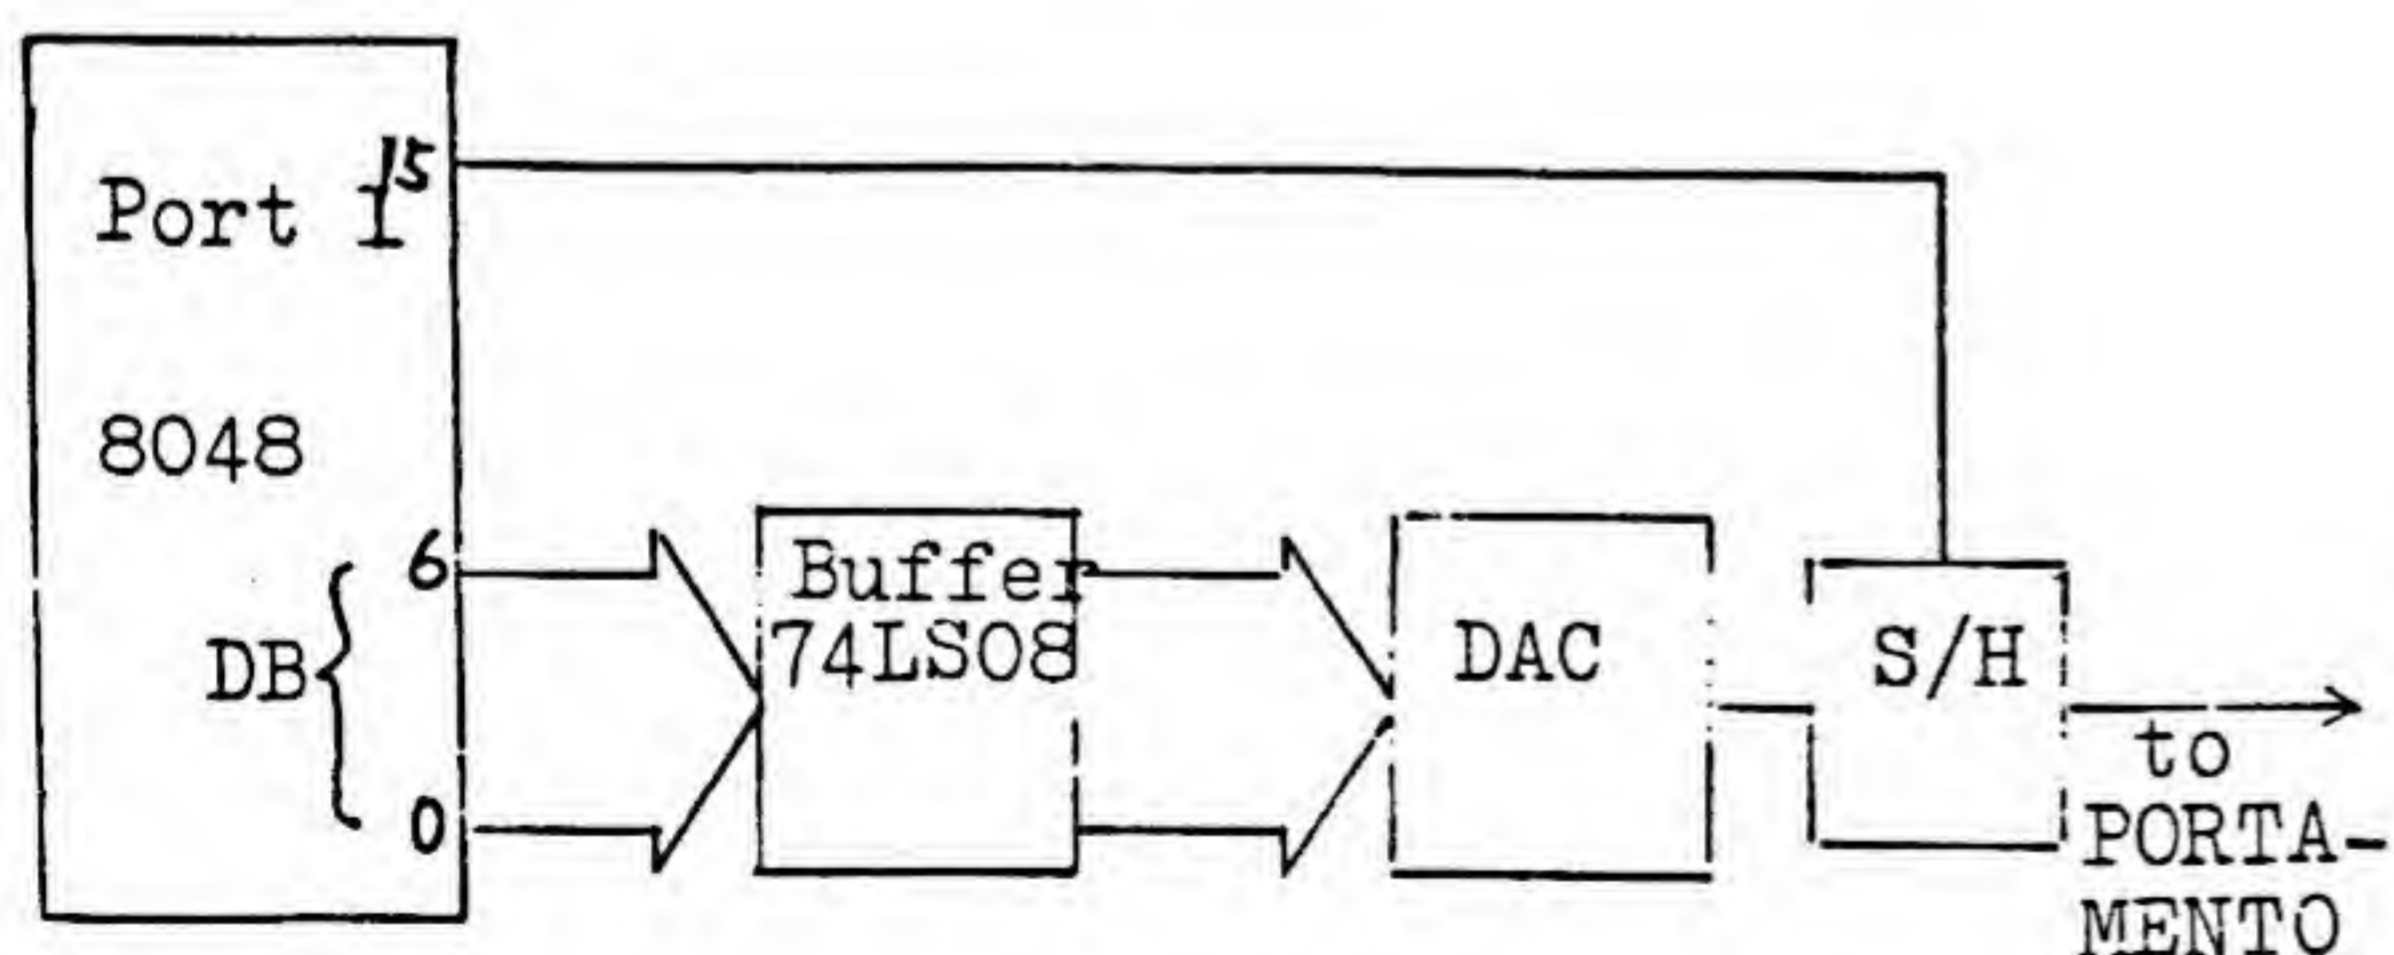 15
Port 1
8048
6
DB
0
Buffer
74LS08
DAC
S/H
to
PORTA-
MENTO